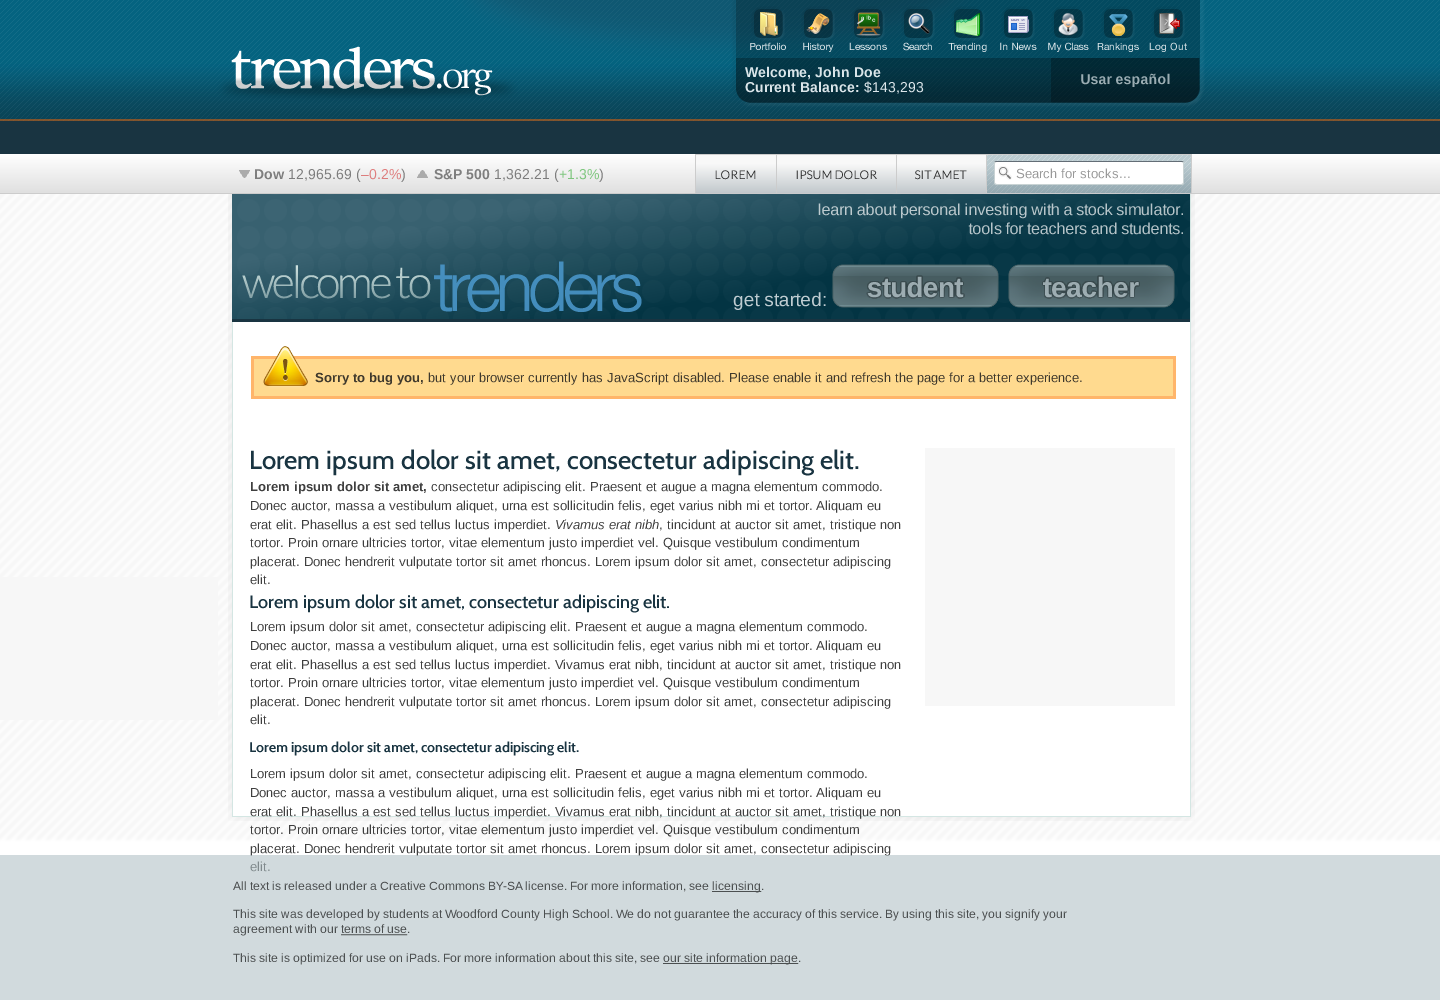 Portfolio History Lessons Search Trending In News My Class Rankings Log Out
trenders.org
Welcome, John Doe
Current Balance: $143,293
Usar español
Dow 12,965.69 (–0.2%) S&P 500 1,362.21 (+1.3%)
LOREM IPSUM DOLOR SIT AMET Search for stocks...
learn about personal investing with a stock simulator.
tools for teachers and students.
welcome to trenders
get started: student teacher
Sorry to bug you, but your browser currently has JavaScript disabled. Please enable it and refresh the page for a better experience.
Lorem ipsum dolor sit amet, consectetur adipiscing elit.
Lorem ipsum dolor sit amet, consectetur adipiscing elit. Praesent et augue a magna elementum commodo.
Donec auctor, massa a vestibulum aliquet, urna est sollicitudin felis, eget varius nibh mi et tortor. Aliquam eu
erat elit. Phasellus a est sed tellus luctus imperdiet. Vivamus erat nibh, tincidunt at auctor sit amet, tristique non
tortor. Proin ornare ultricies tortor, vitae elementum justo imperdiet vel. Quisque vestibulum condimentum
placerat. Donec hendrerit vulputate tortor sit amet rhoncus. Lorem ipsum dolor sit amet, consectetur adipiscing
elit.
Lorem ipsum dolor sit amet, consectetur adipiscing elit.
Lorem ipsum dolor sit amet, consectetur adipiscing elit. Praesent et augue a magna elementum commodo.
Donec auctor, massa a vestibulum aliquet, urna est sollicitudin felis, eget varius nibh mi et tortor. Aliquam eu
erat elit. Phasellus a est sed tellus luctus imperdiet. Vivamus erat nibh, tincidunt at auctor sit amet, tristique non
tortor. Proin ornare ultricies tortor, vitae elementum justo imperdiet vel. Quisque vestibulum condimentum
placerat. Donec hendrerit vulputate tortor sit amet rhoncus. Lorem ipsum dolor sit amet, consectetur adipiscing
elit.
Lorem ipsum dolor sit amet, consectetur adipiscing elit.
Lorem ipsum dolor sit amet, consectetur adipiscing elit. Praesent et augue a magna elementum commodo.
Donec auctor, massa a vestibulum aliquet, urna est sollicitudin felis, eget varius nibh mi et tortor. Aliquam eu
erat elit. Phasellus a est sed tellus luctus imperdiet. Vivamus erat nibh, tincidunt at auctor sit amet, tristique non
tortor. Proin ornare ultricies tortor, vitae elementum justo imperdiet vel. Quisque vestibulum condimentum
placerat. Donec hendrerit vulputate tortor sit amet rhoncus. Lorem ipsum dolor sit amet, consectetur adipiscing
elit.
All text is released under a Creative Commons BY-SA license. For more information, see licensing.
This site was developed by students at Woodford County High School. We do not guarantee the accuracy of this service. By using this site, you signify your
agreement with our terms of use.
This site is optimized for use on iPads. For more information about this site, see our site information page.